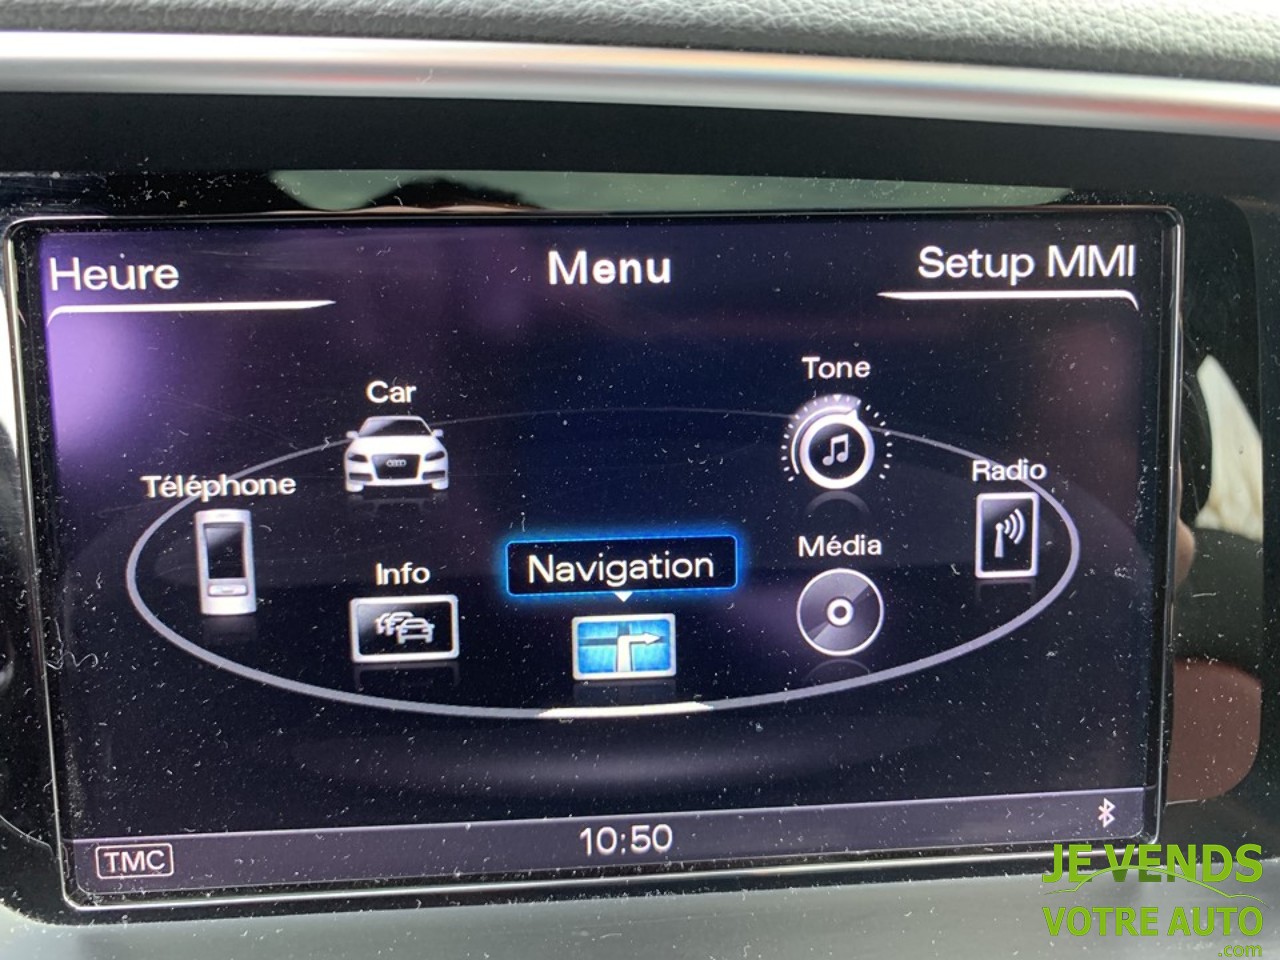 Heure
Menu
Setup MMI
Car
Tone
Téléphone
Radio
Info
Navigation
Média
TMC
10:50
JE VENDS
VOTRE AUTO
.com